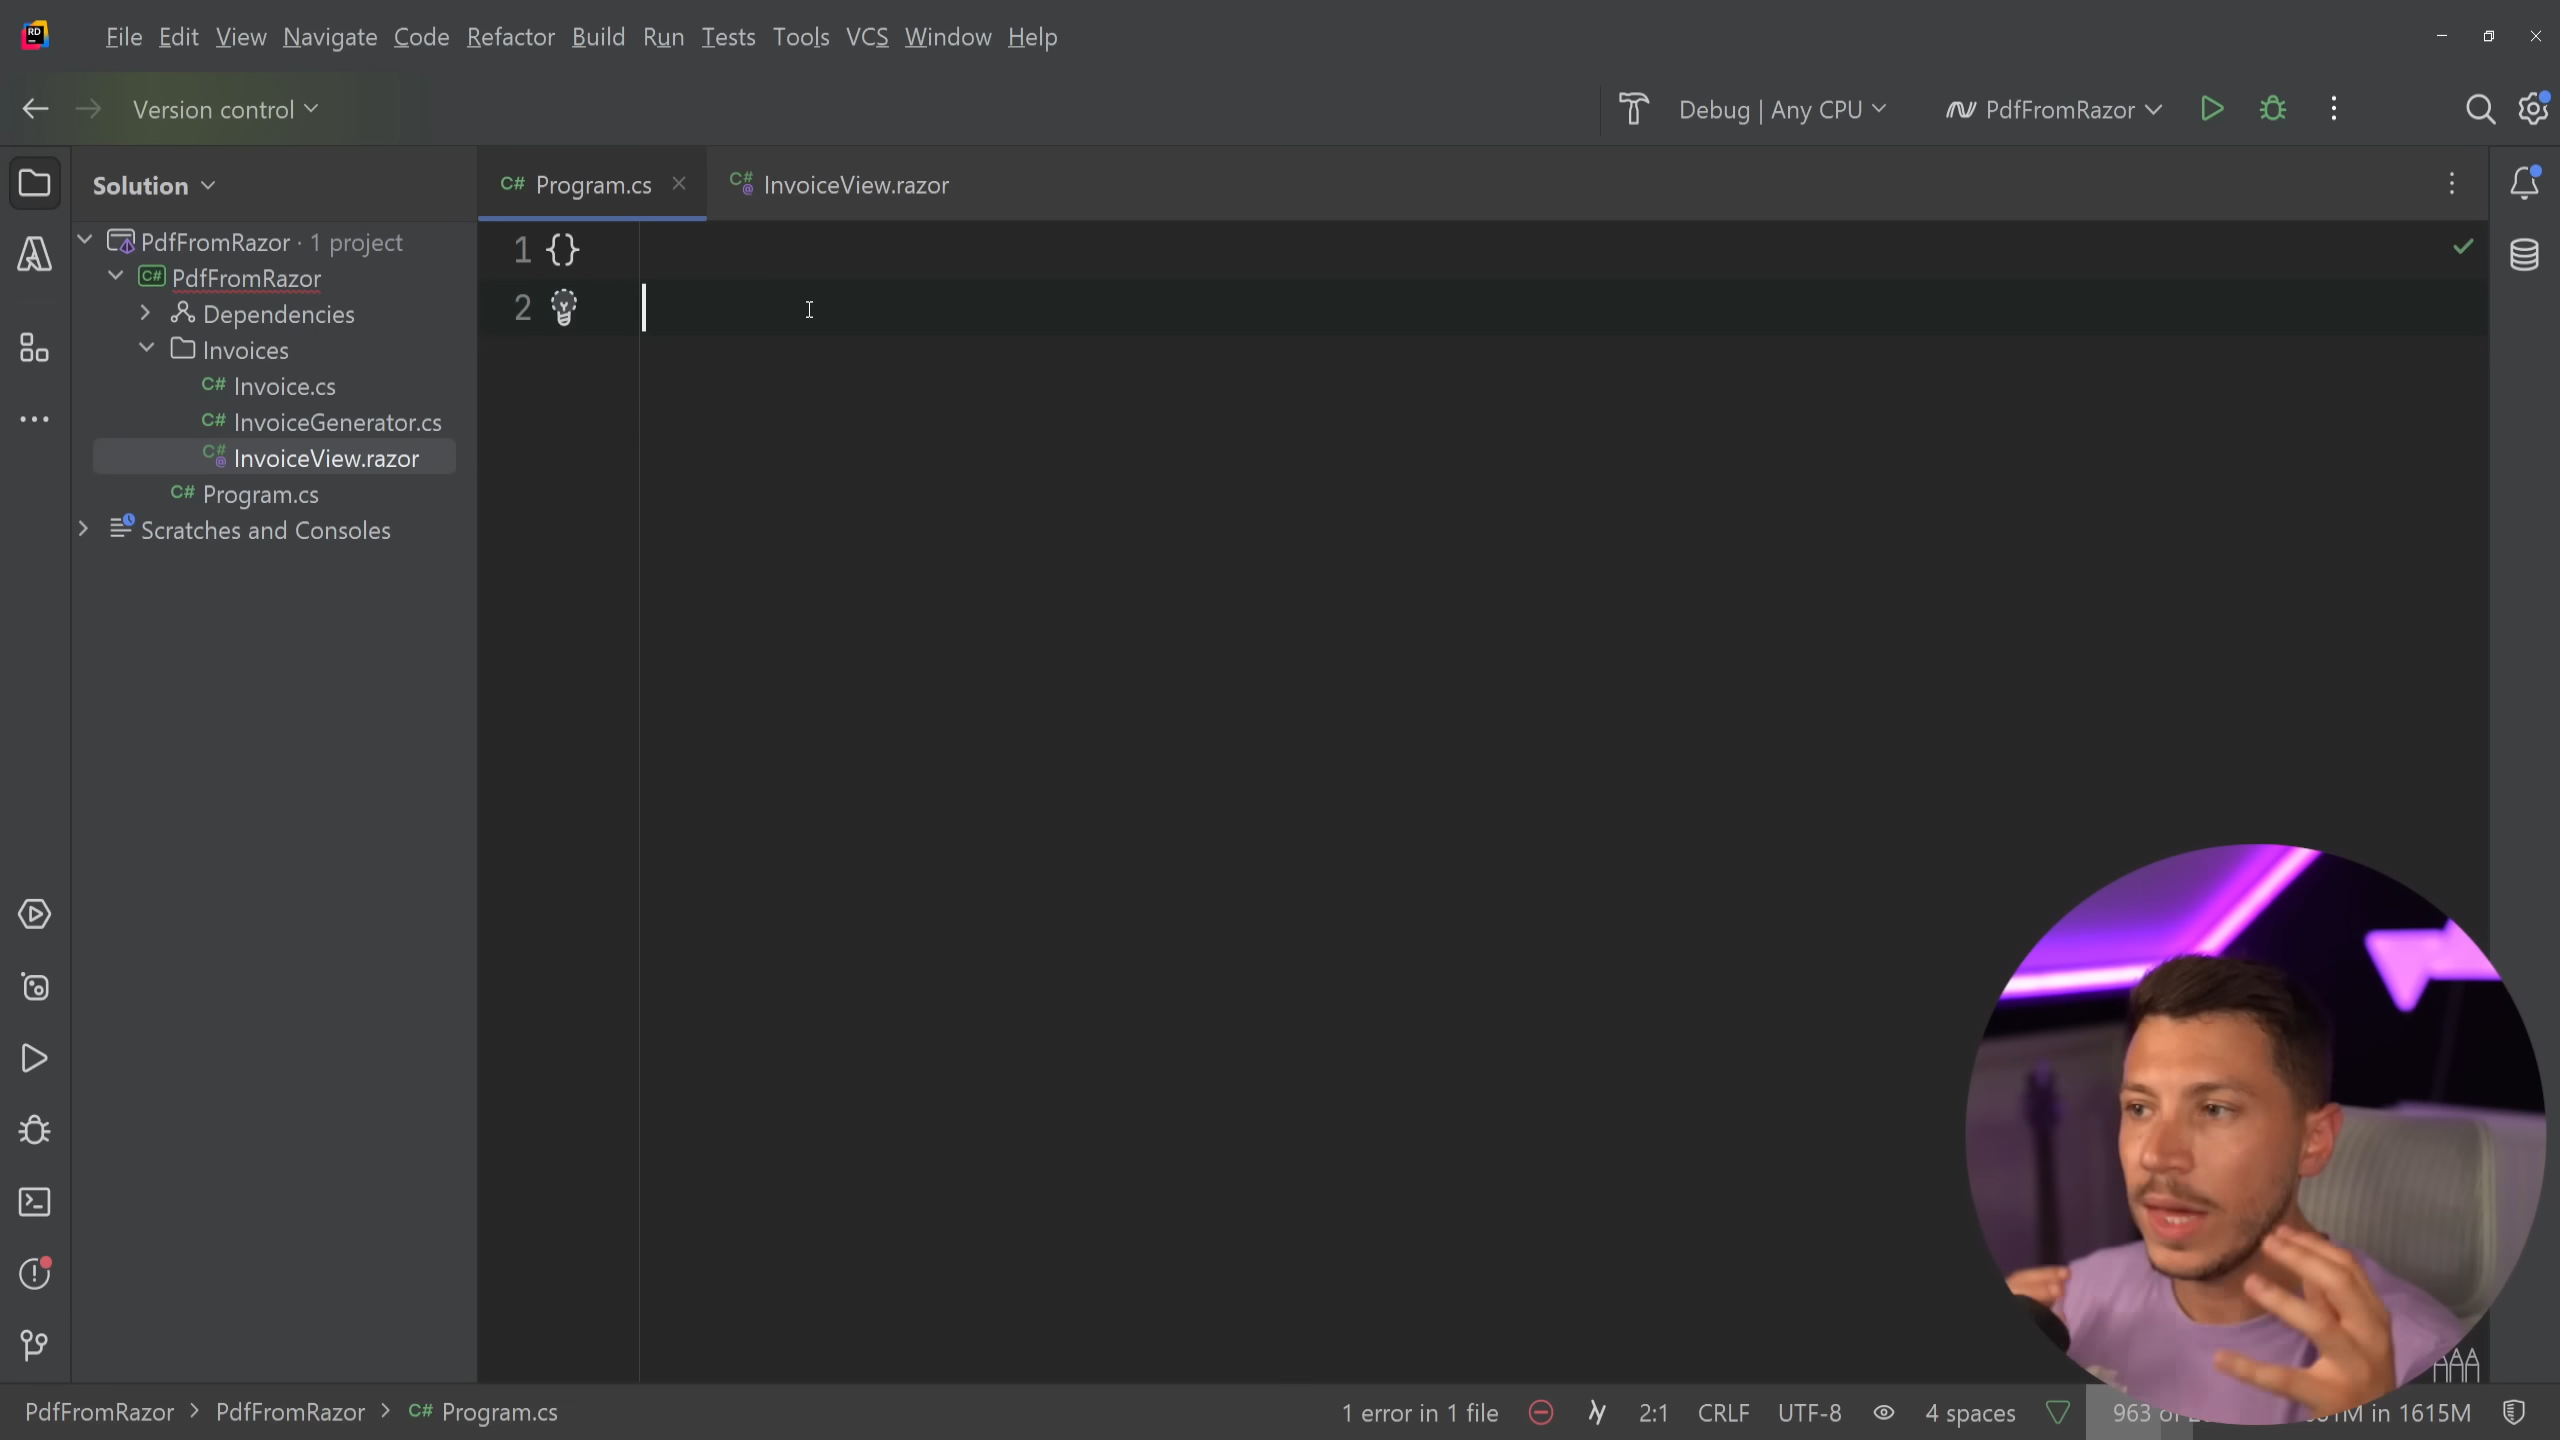 File Edit View Navigate Code Refactor Build Run Tests Tools VCS Window Help
Version control
Debug | Any CPU
PdfFromRazor
Solution
C# Program.cs
C# InvoiceView.razor
PdfFromRazor · 1 project
C# PdfFromRazor
Dependencies
Invoices
C# Invoice.cs
C# InvoiceGenerator.cs
C# InvoiceView.razor
C# Program.cs
Scratches and Consoles
1 {}
2
PdfFromRazor > PdfFromRazor > C# Program.cs
1 error in 1 file
2:1
CRLF
UTF-8
4 spaces
963
in 1615M